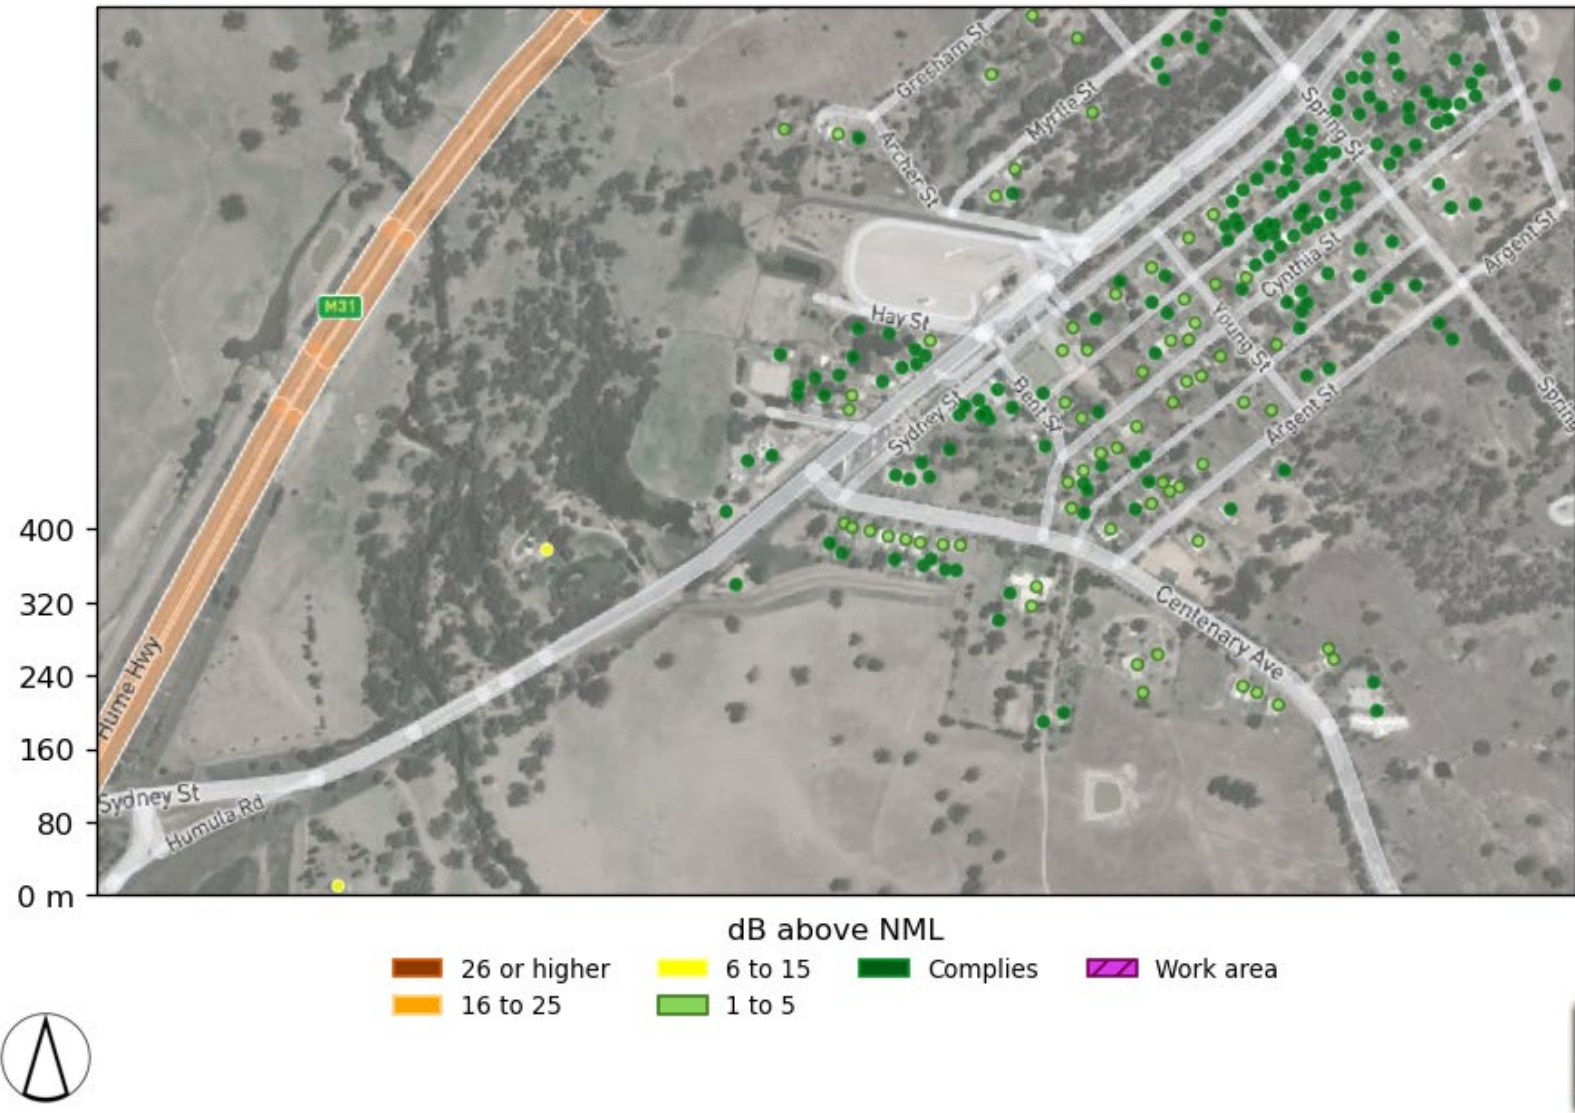 Gresham St
Myrtle St
Archer St
Spring St
Argent St
Cynthia St
Young St
M31
Hay St
Bent St
Sydney St
Argent St
Spring
Centenary Ave
Hume Hwy
Sydney St
Humula Rd
400
320
240
160
80
0 m
dB above NML
26 or higher
6 to 15
Complies
Work area
16 to 25
1 to 5